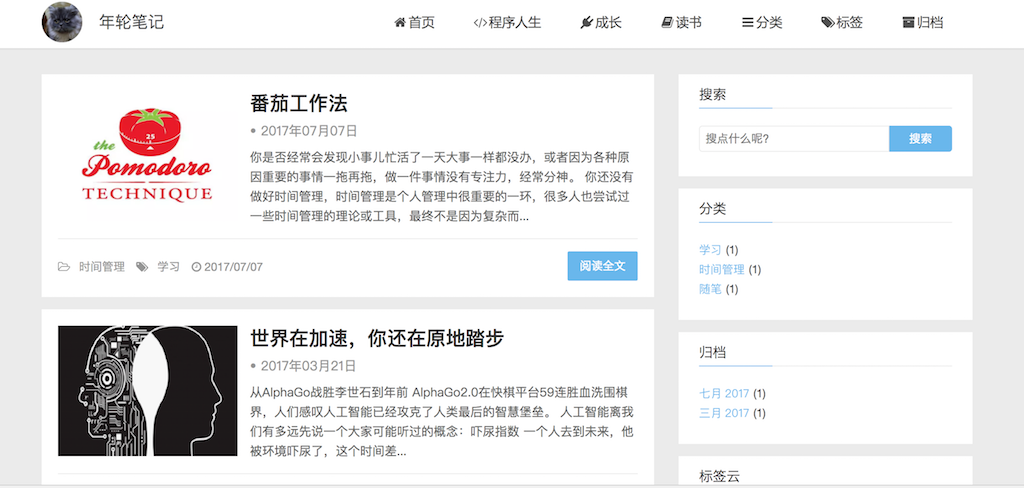 年轮笔记
首页 程序人生 成长 读书 分类 标签 归档
the
25
Pomodoro
TECHNIQUE
番茄工作法
• 2017年07月07日
你是否经常会发现小事儿忙活了一天大事一样都没办，或者因为各种原
因重要的事情一拖再拖，做一件事情没有专注力，经常分神。 你还没有
做好时间管理，时间管理是个人管理中很重要的一环，很多人也尝试过
一些时间管理的理论或工具，最终不是因为复杂而...
时间管理 学习 2017/07/07
阅读全文
世界在加速，你还在原地踏步
• 2017年03月21日
从AlphaGo战胜李世石到年前 AlphaGo2.0在快棋平台59连胜血洗围棋
界，人们感叹人工智能已经攻克了人类最后的智慧堡垒。 人工智能离我
们有多远先说一个大家可能听过的概念：吓尿指数 一个人去到未来，他
被环境吓尿了，这个时间差...
搜索
搜点什么呢?
搜索
分类
学习 (1)
时间管理 (1)
随笔 (1)
归档
七月 2017 (1)
三月 2017 (1)
标签云